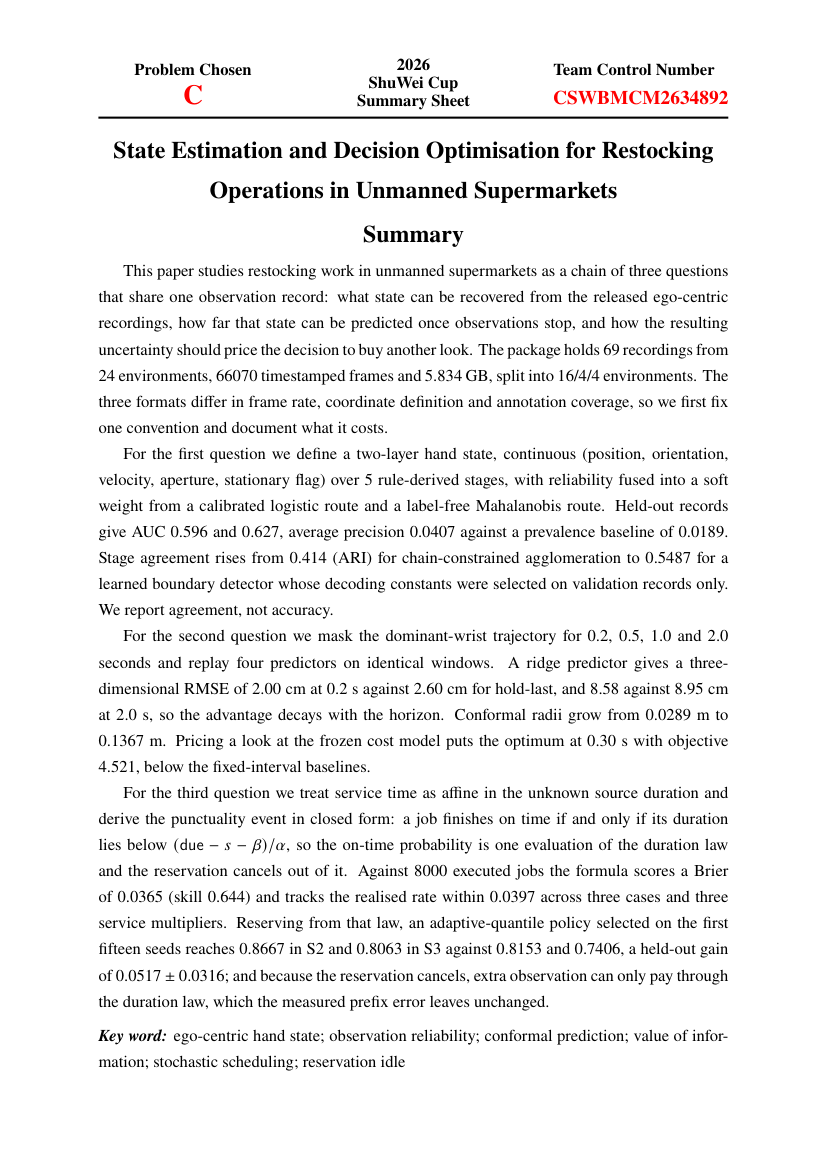 Problem Chosen
C
2026
ShuWei Cup
Summary Sheet
Team Control Number
CSWBMCM2634892
State Estimation and Decision Optimisation for Restocking
Operations in Unmanned Supermarkets
Summary
This paper studies restocking work in unmanned supermarkets as a chain of three questions
that share one observation record: what state can be recovered from the released ego-centric
recordings, how far that state can be predicted once observations stop, and how the resulting
uncertainty should price the decision to buy another look. The package holds 69 recordings from
24 environments, 66070 timestamped frames and 5.834 GB, split into 16/4/4 environments. The
three formats differ in frame rate, coordinate definition and annotation coverage, so we first fix
one convention and document what it costs.
For the first question we define a two-layer hand state, continuous (position, orientation,
velocity, aperture, stationary flag) over 5 rule-derived stages, with reliability fused into a soft
weight from a calibrated logistic route and a label-free Mahalanobis route. Held-out records
give AUC 0.596 and 0.627, average precision 0.0407 against a prevalence baseline of 0.0189.
Stage agreement rises from 0.414 (ARI) for chain-constrained agglomeration to 0.5487 for a
learned boundary detector whose decoding constants were selected on validation records only.
We report agreement, not accuracy.
For the second question we mask the dominant-wrist trajectory for 0.2, 0.5, 1.0 and 2.0
seconds and replay four predictors on identical windows. A ridge predictor gives a three-
dimensional RMSE of 2.00 cm at 0.2 s against 2.60 cm for hold-last, and 8.58 against 8.95 cm
at 2.0 s, so the advantage decays with the horizon. Conformal radii grow from 0.0289 m to
0.1367 m. Pricing a look at the frozen cost model puts the optimum at 0.30 s with objective
4.521, below the fixed-interval baselines.
For the third question we treat service time as affine in the unknown source duration and
derive the punctuality event in closed form: a job finishes on time if and only if its duration
lies below (due − s − β)/α, so the on-time probability is one evaluation of the duration law
and the reservation cancels out of it. Against 8000 executed jobs the formula scores a Brier
of 0.0365 (skill 0.644) and tracks the realised rate within 0.0397 across three cases and three
service multipliers. Reserving from that law, an adaptive-quantile policy selected on the first
fifteen seeds reaches 0.8667 in S2 and 0.8063 in S3 against 0.8153 and 0.7406, a held-out gain
of 0.0517 ± 0.0316; and because the reservation cancels, extra observation can only pay through
the duration law, which the measured prefix error leaves unchanged.
Key word: ego-centric hand state; observation reliability; conformal prediction; value of infor-
mation; stochastic scheduling; reservation idle